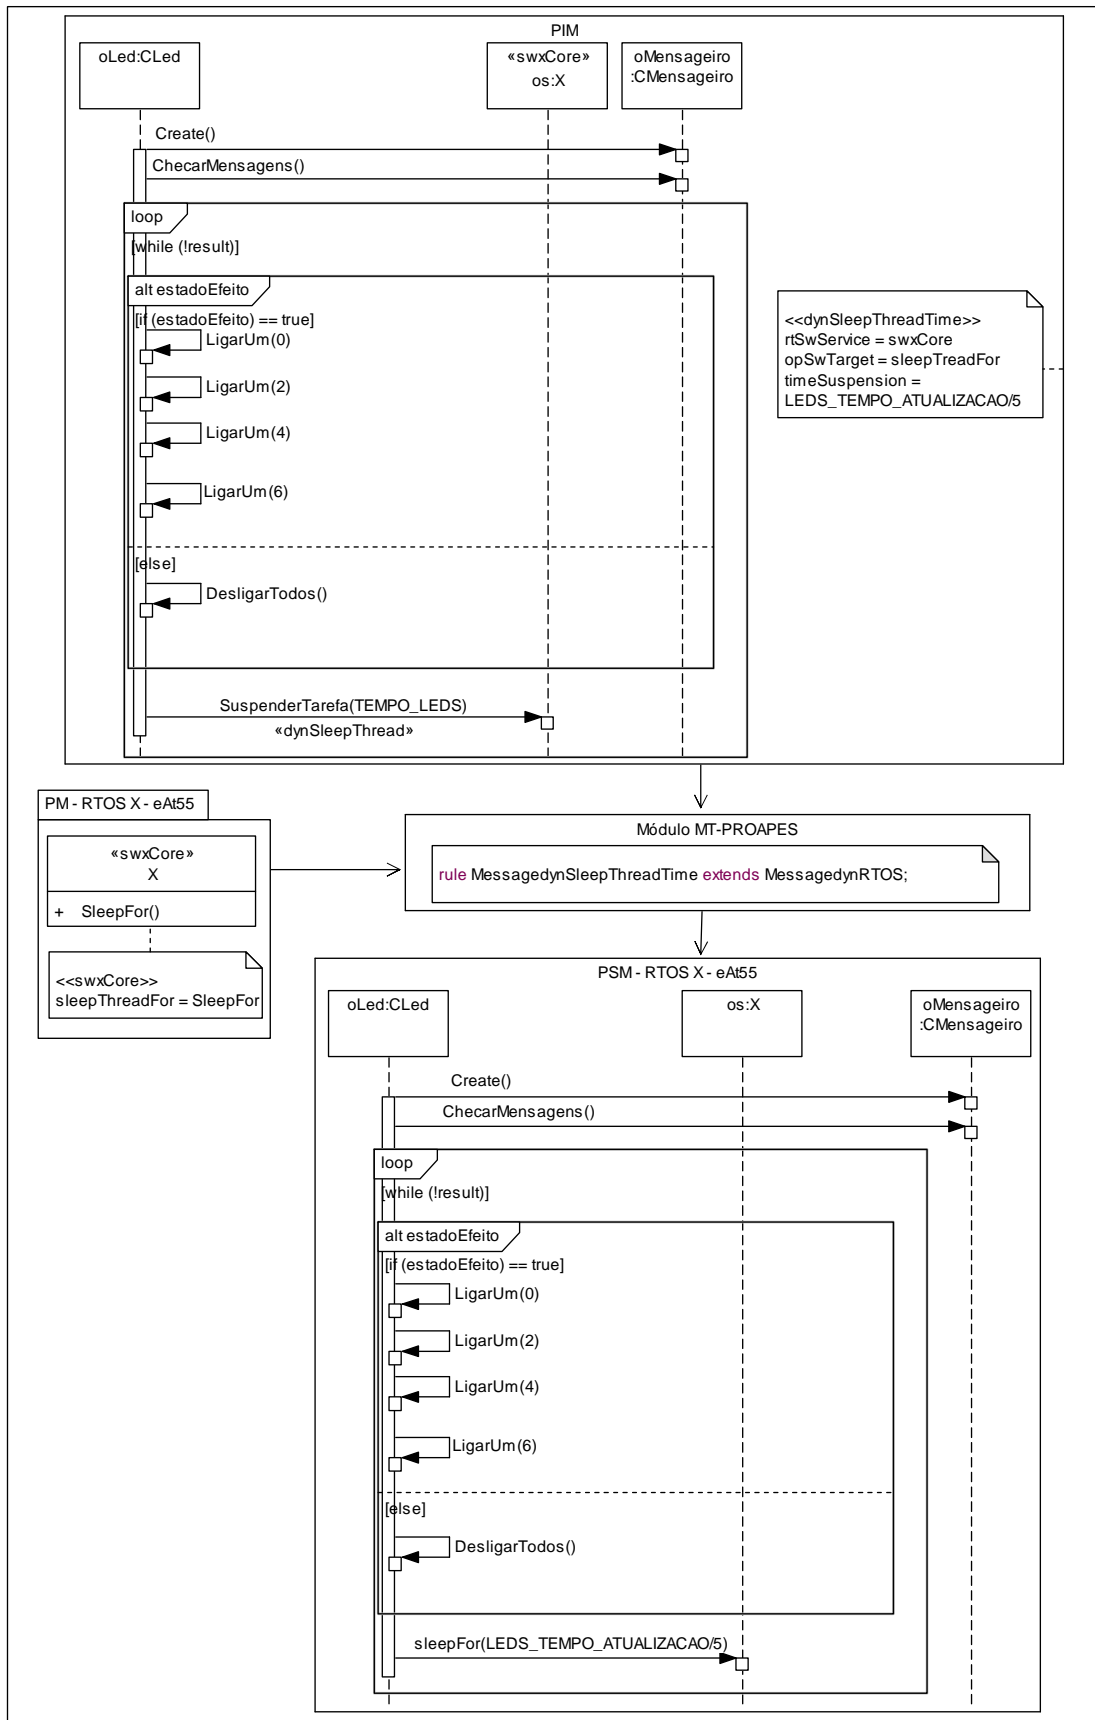 PIM
oLed:CLed
«swxCore»
os:X
oMensageiro
:CMensageiro
Create()
ChecarMensagens()
loop
[while (!result)]
alt estadoEfeito
[if (estadoEfeito) == true]
LigarUm(0)
LigarUm(2)
LigarUm(4)
LigarUm(6)
[else]
DesligarTodos()
SuspenderTarefa(TEMPO_LEDS)
«dynSleepThread»
<<dynSleepThreadTime>>
rtSwService = swxCore
opSwTarget = sleepTreadFor
timeSuspension =
LEDS_TEMPO_ATUALIZACAO/5
PM - RTOS X - eAt55
«swxCore»
X
+ SleepFor()
<<swxCore>>
sleepThreadFor = SleepFor
Módulo MT-PROAPES
rule MessagedynSleepThreadTime extends MessagedynRTOS;
PSM - RTOS X - eAt55
oLed:CLed
os:X
oMensageiro
:CMensageiro
Create()
ChecarMensagens()
loop
[while (!result)]
alt estadoEfeito
[if (estadoEfeito) == true]
LigarUm(0)
LigarUm(2)
LigarUm(4)
LigarUm(6)
[else]
DesligarTodos()
sleepFor(LEDS_TEMPO_ATUALIZACAO/5)